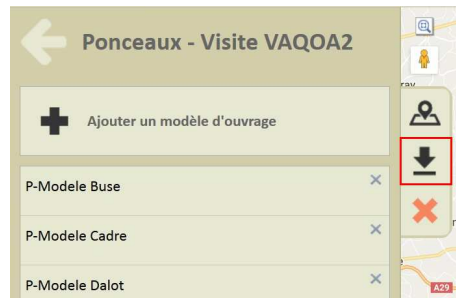 Ponceaux - Visite VAQOA2
Ajouter un modèle d'ouvrage
P-Modele Buse
P-Modele Cadre
P-Modele Dalot
A29